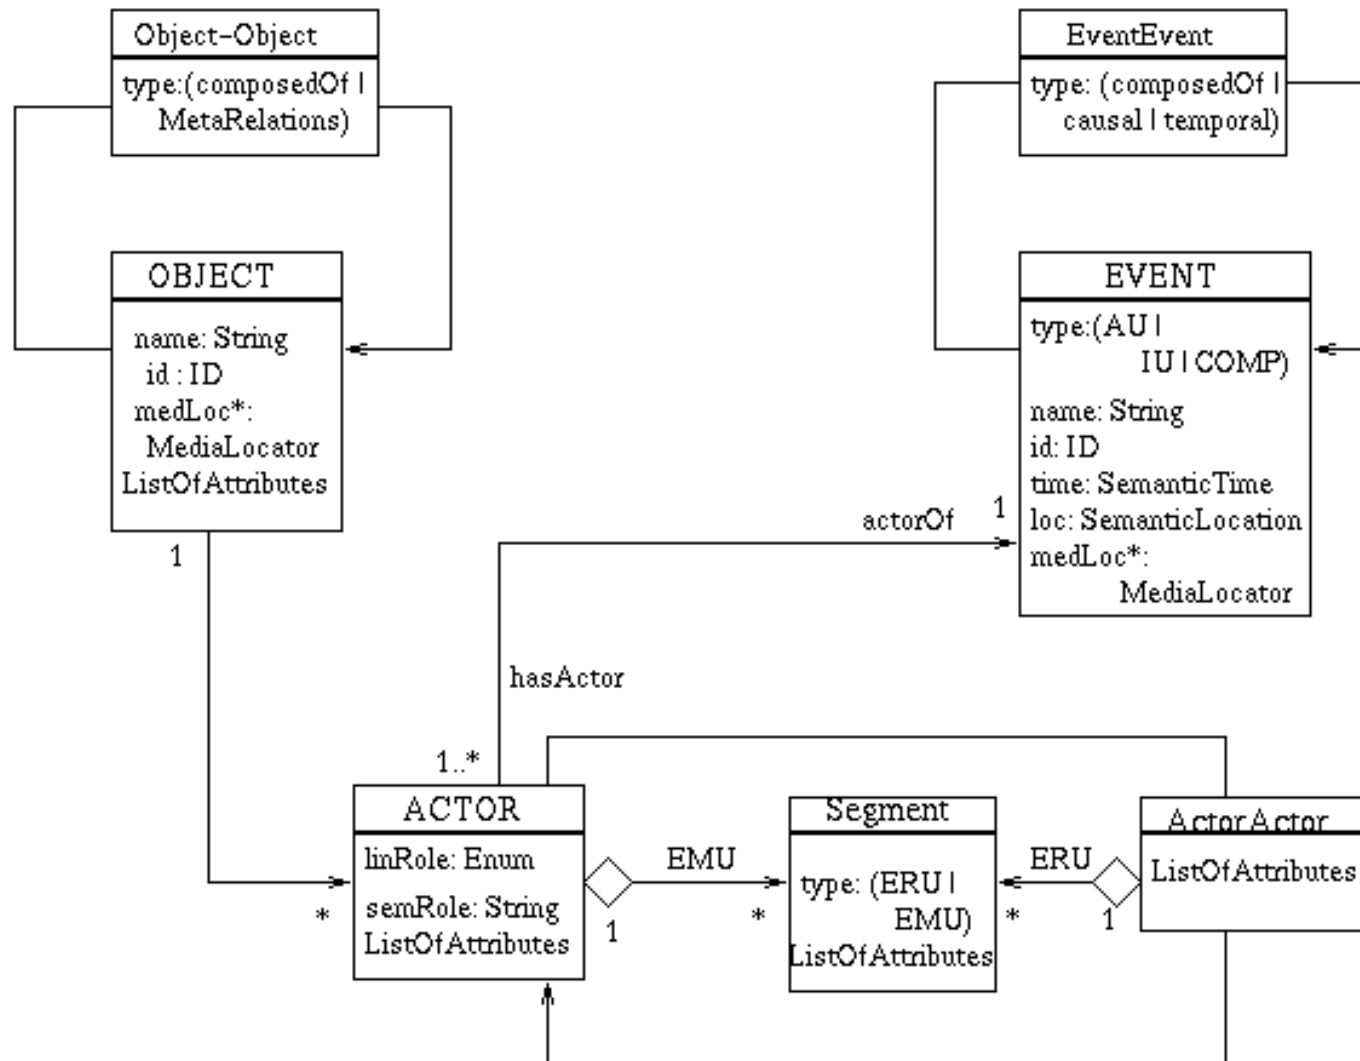 Object-Object
type:(composedOf |
MetaRelations)
EventEvent
type: (composedOf |
causal | temporal)
OBJECT
name: String
id : ID
medLoc*:
MediaLocator
ListOfAttributes
1
EVENT
type:(AU |
IU | COMP)
name: String
id: ID
time: SemanticTime
loc: SemanticLocation
medLoc*:
MediaLocator
actorOf
1
hasActor
1..*
ACTOR
linRole: Enum
semRole: String
ListOfAttributes
*
1
EMU
*
Segment
type: (ERU |
EMU)
ListOfAttributes
ERU
*
1
ActorActor
ListOfAttributes